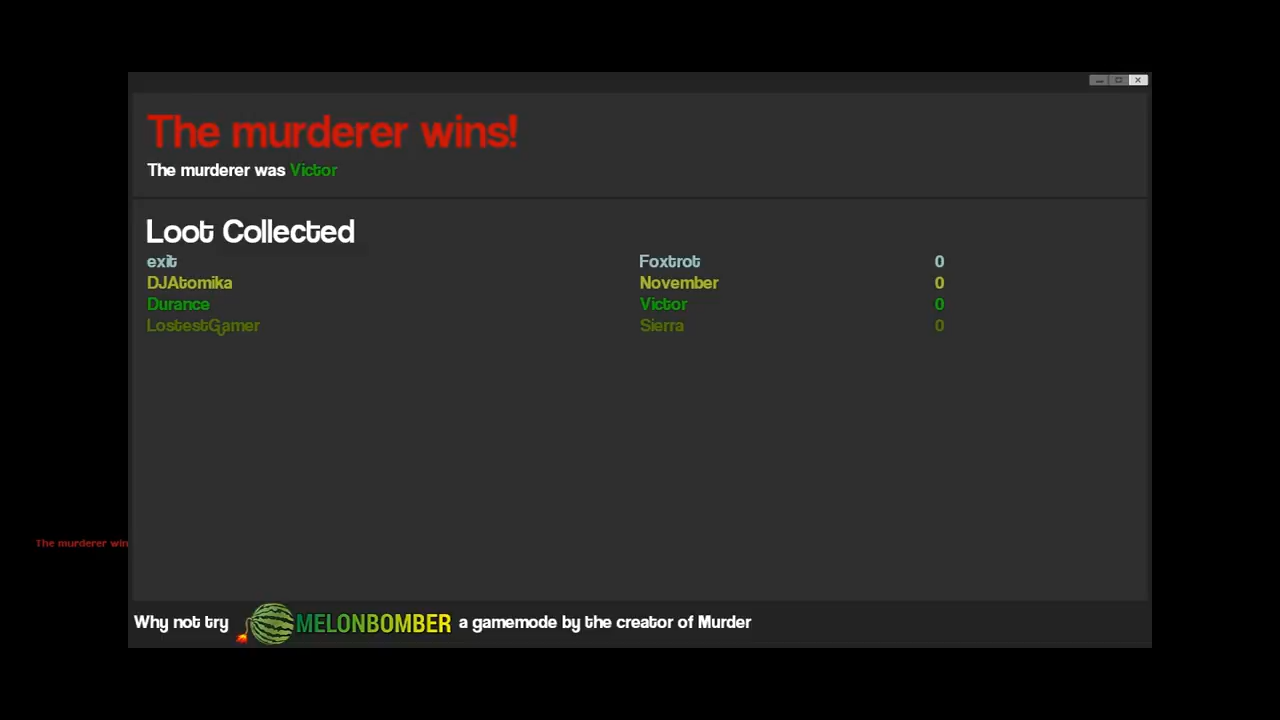 The murderer wins!
The murderer was Victor
Loot Collected
exit Foxtrot 0
DJAtomika November 0
Durance Victor 0
LostestGamer Sierra 0
The murderer win
Why not try MELONBOMBER a gamemode by the creator of Murder